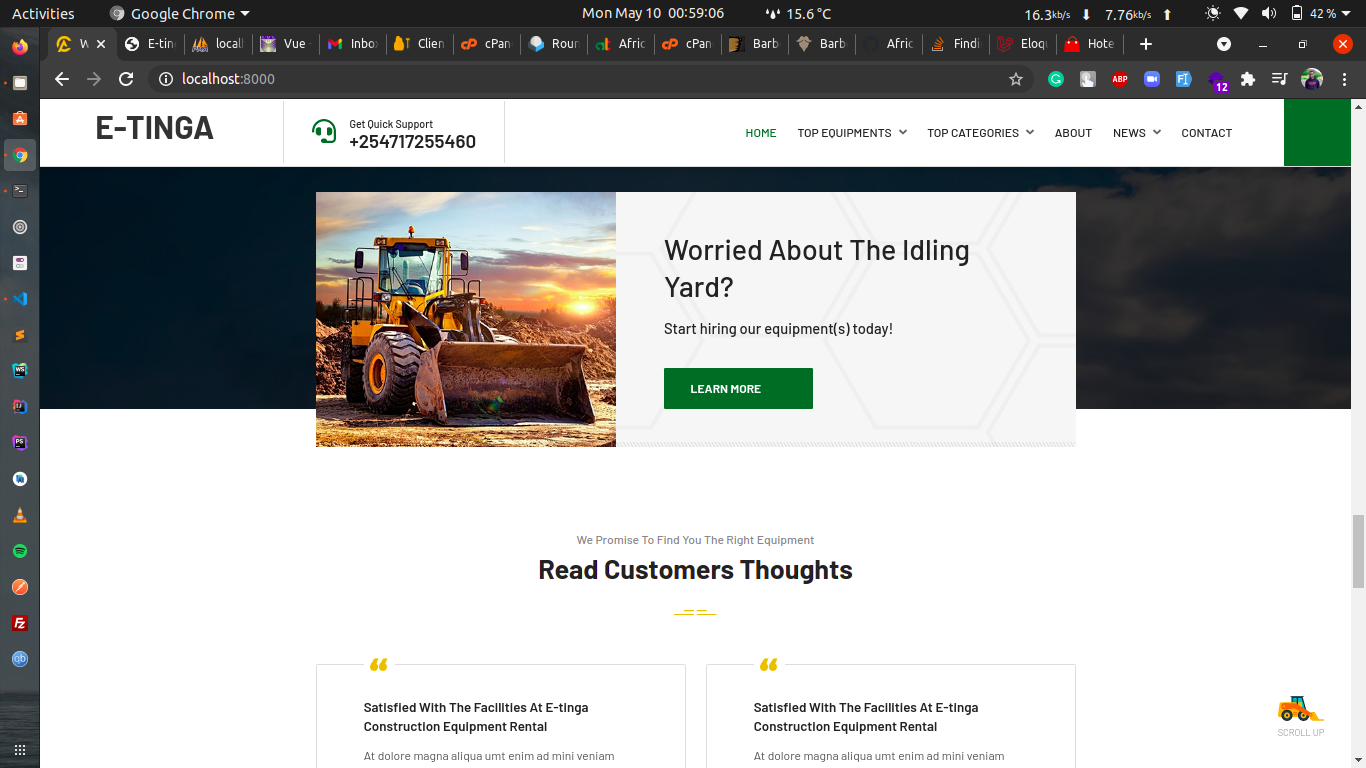 Activities
Google Chrome
Mon May 10 00:59:06
15.6 °C
16.3kb/s
7.76kb/s
42 %
W
E-tin
local
Vue
Inbo
Clien
cPan
Roun
Afric
cPan
Barb
Barb
Afric
Findi
Eloq
Hote
localhost:8000
ABP
12
E-TINGA
Get Quick Support
+254717255460
HOME
TOP EQUIPMENTS
TOP CATEGORIES
ABOUT
NEWS
CONTACT
Worried About The Idling
Yard?
Start hiring our equipment(s) today!
LEARN MORE
We Promise To Find You The Right Equipment
Read Customers Thoughts
Satisfied With The Facilities At E-tinga
Construction Equipment Rental
At dolore magna aliqua umt enim ad mini veniam
Satisfied With The Facilities At E-tinga
Construction Equipment Rental
At dolore magna aliqua umt enim ad mini veniam
SCROLL UP